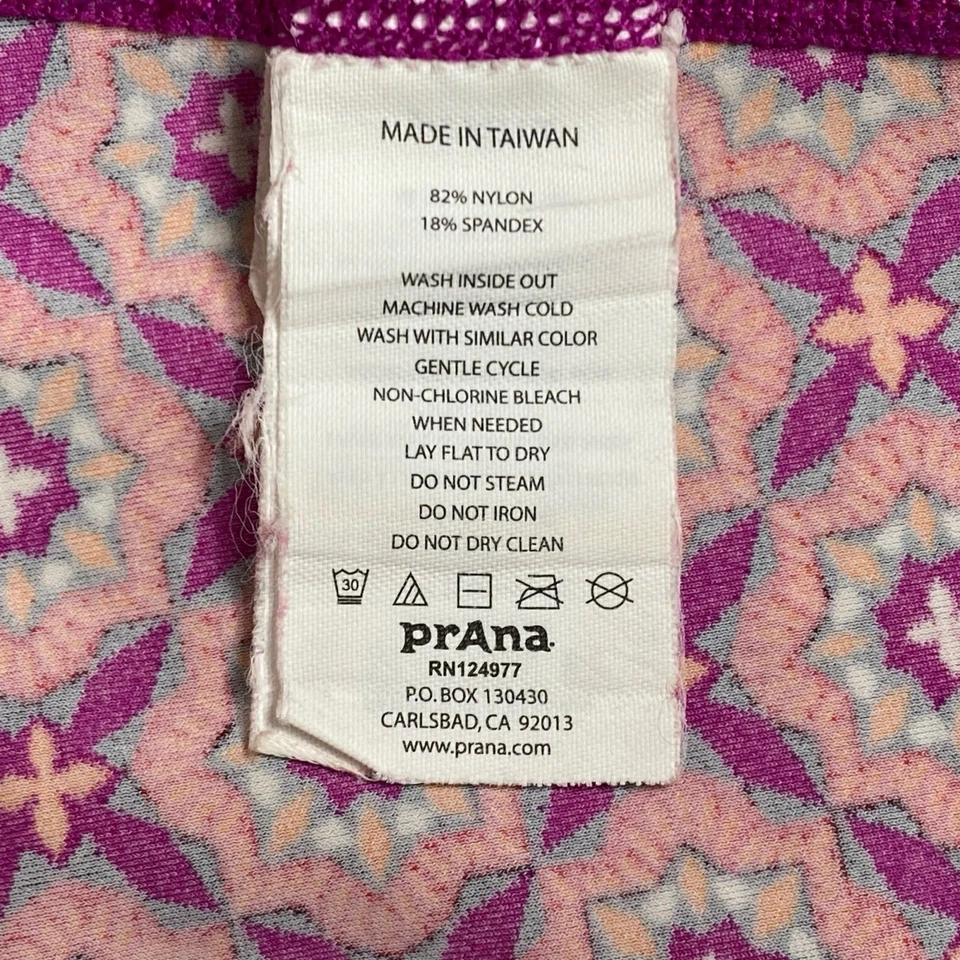 MADE IN TAIWAN
82% NYLON
18% SPANDEX
WASH INSIDE OUT
MACHINE WASH COLD
WASH WITH SIMILAR COLOR
GENTLE CYCLE
NON-CHLORINE BLEACH
WHEN NEEDED
LAY FLAT TO DRY
DO NOT STEAM
DO NOT IRON
DO NOT DRY CLEAN
30
prAna
RN124977
P.O. BOX 130430
CARLSBAD, CA 92013
www.prana.com